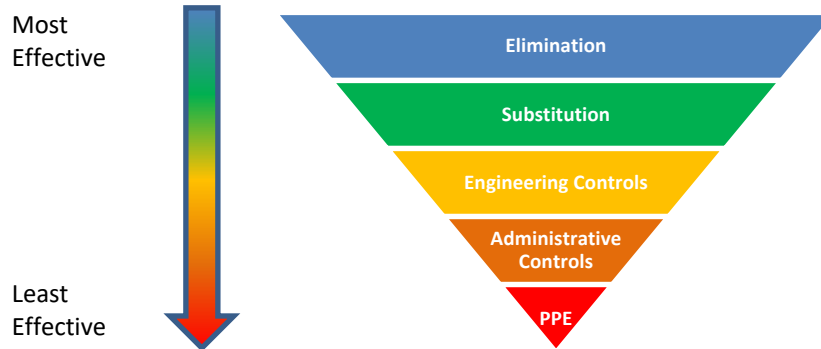 Most
Effective
Elimination
Substitution
Engineering Controls
Administrative
Controls
Least
Effective
PPE